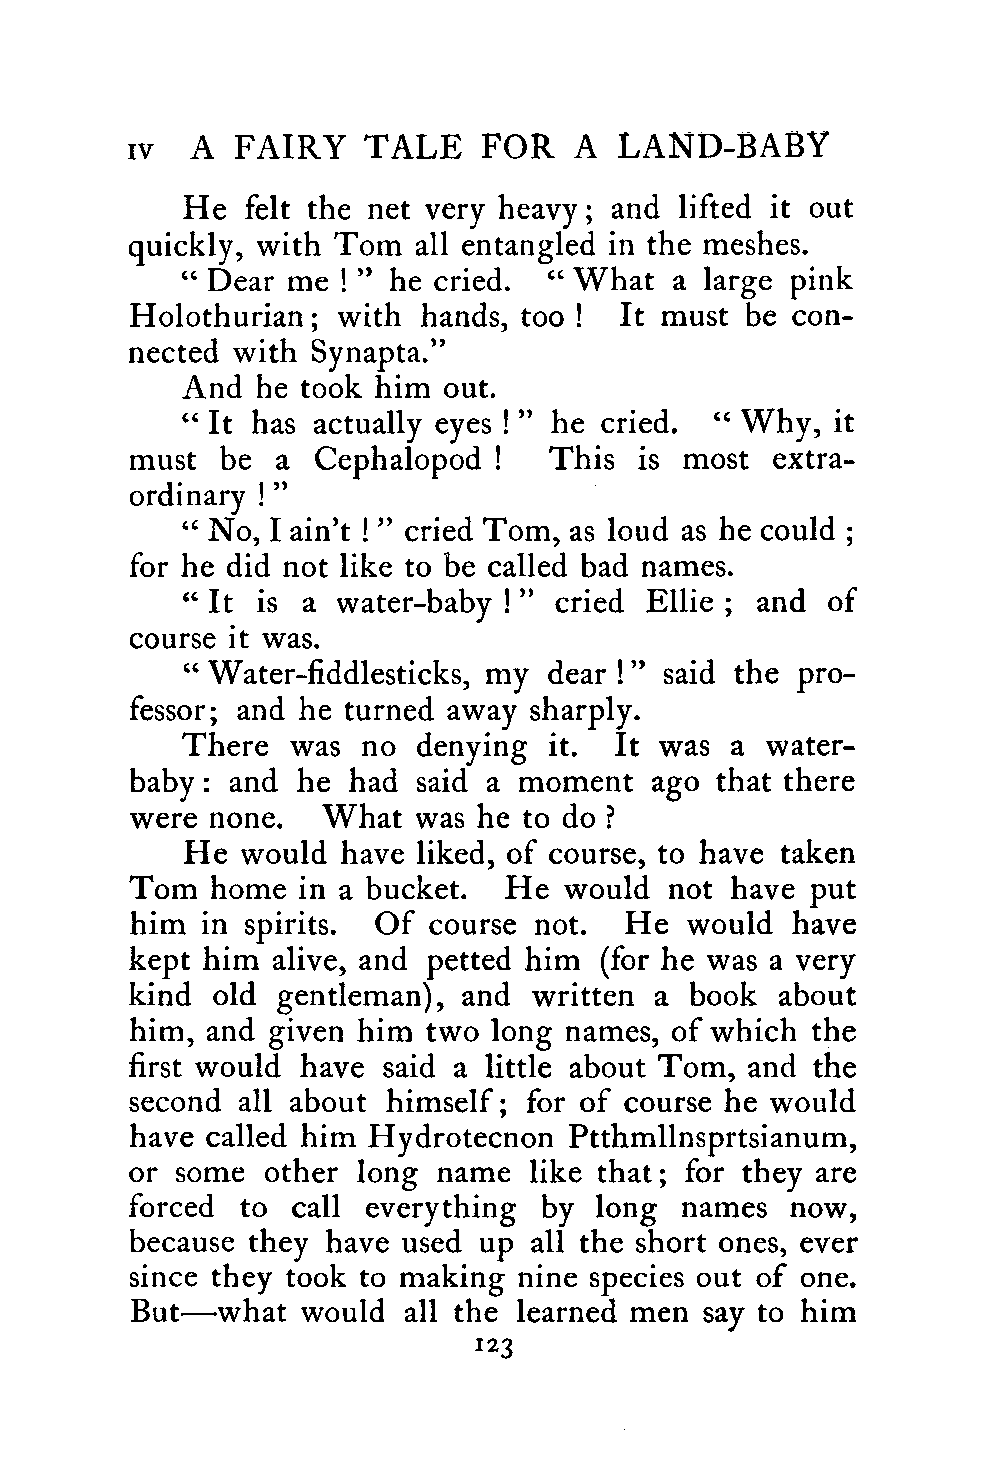 IV A FAIRY TALE FOR A LAND-BABY
He felt the net very heavy; and lifted it out
quickly, with Tom all entangled in the meshes.
“Dear me!” he cried. “What a large pink
Holothurian; with hands, too! It must be con-
nected with Synapta.”
And he took him out.
“It has actually eyes!” he cried. “Why, it
must be a Cephalopod! This is most extra-
ordinary!”
“No, I ain’t!” cried Tom, as loud as he could;
for he did not like to be called bad names.
“It is a water-baby!” cried Ellie; and of
course it was.
“Water-fiddlesticks, my dear!” said the pro-
fessor; and he turned away sharply.
There was no denying it. It was a water-
baby: and he had said a moment ago that there
were none. What was he to do?
He would have liked, of course, to have taken
Tom home in a bucket. He would not have put
him in spirits. Of course not. He would have
kept him alive, and petted him (for he was a very
kind old gentleman), and written a book about
him, and given him two long names, of which the
first would have said a little about Tom, and the
second all about himself; for of course he would
have called him Hydrotecnon Ptthmllnsprtsianum,
or some other long name like that; for they are
forced to call everything by long names now,
because they have used up all the short ones, ever
since they took to making nine species out of one.
But—what would all the learned men say to him
123